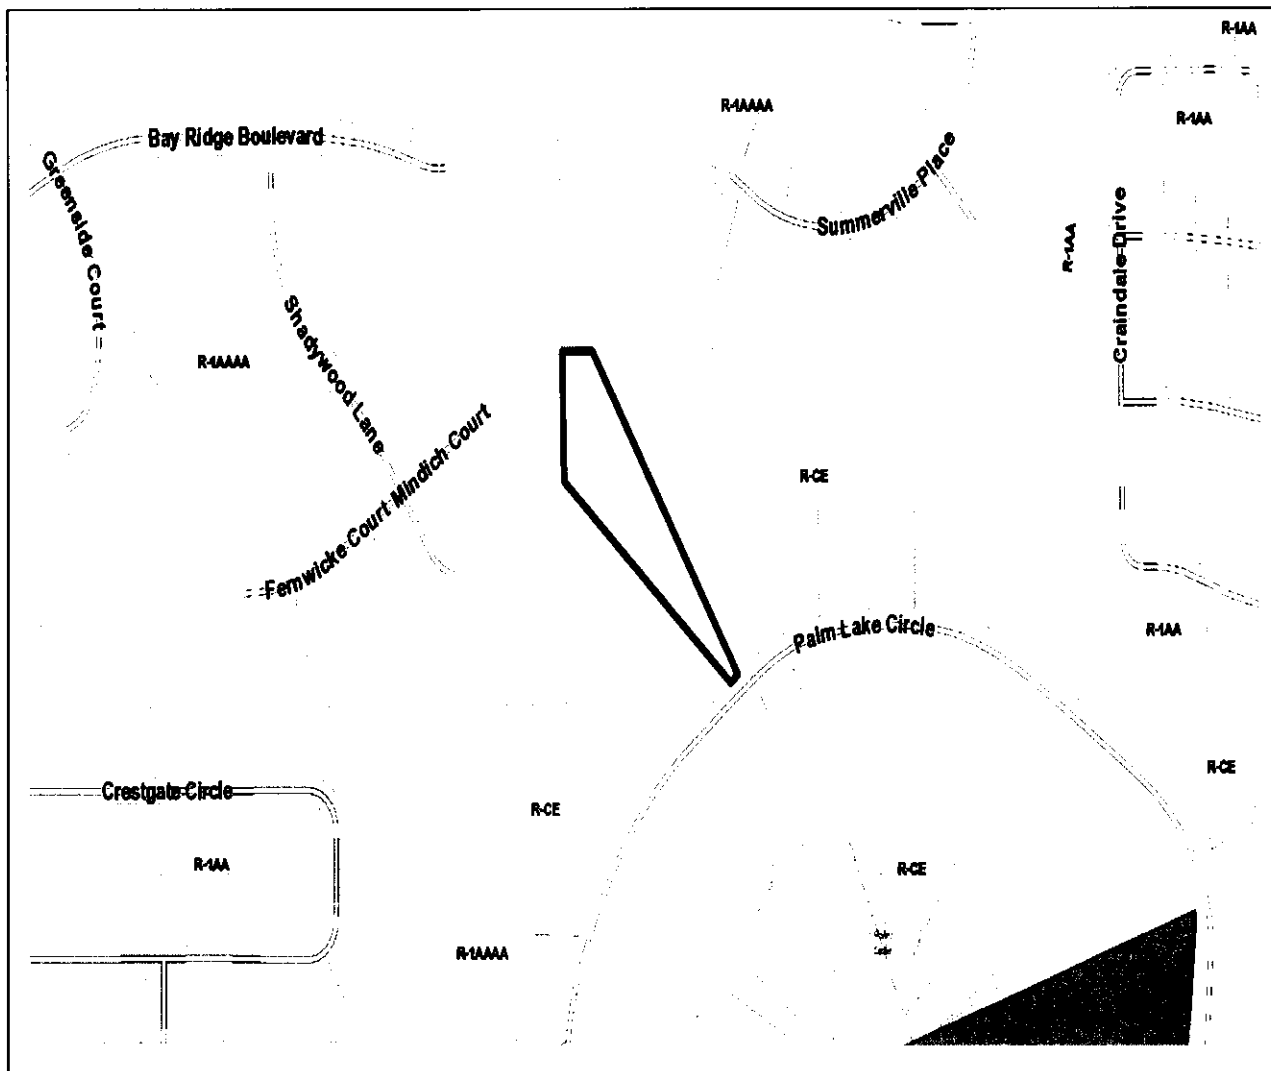 R-1AA
R-1AAAA
R-1AA
Bay Ridge Boulevard
Greenside Court
Summerville Place
Craindale Drive
R-1AA
Shadywood Lane
R-1AAAA
Mindich Court
R-CE
Fernwicke Court
Palm Lake Circle
R-1AA
R-CE
Crestgate Circle
R-CE
R-1AA
R-CE
R-1AAAA